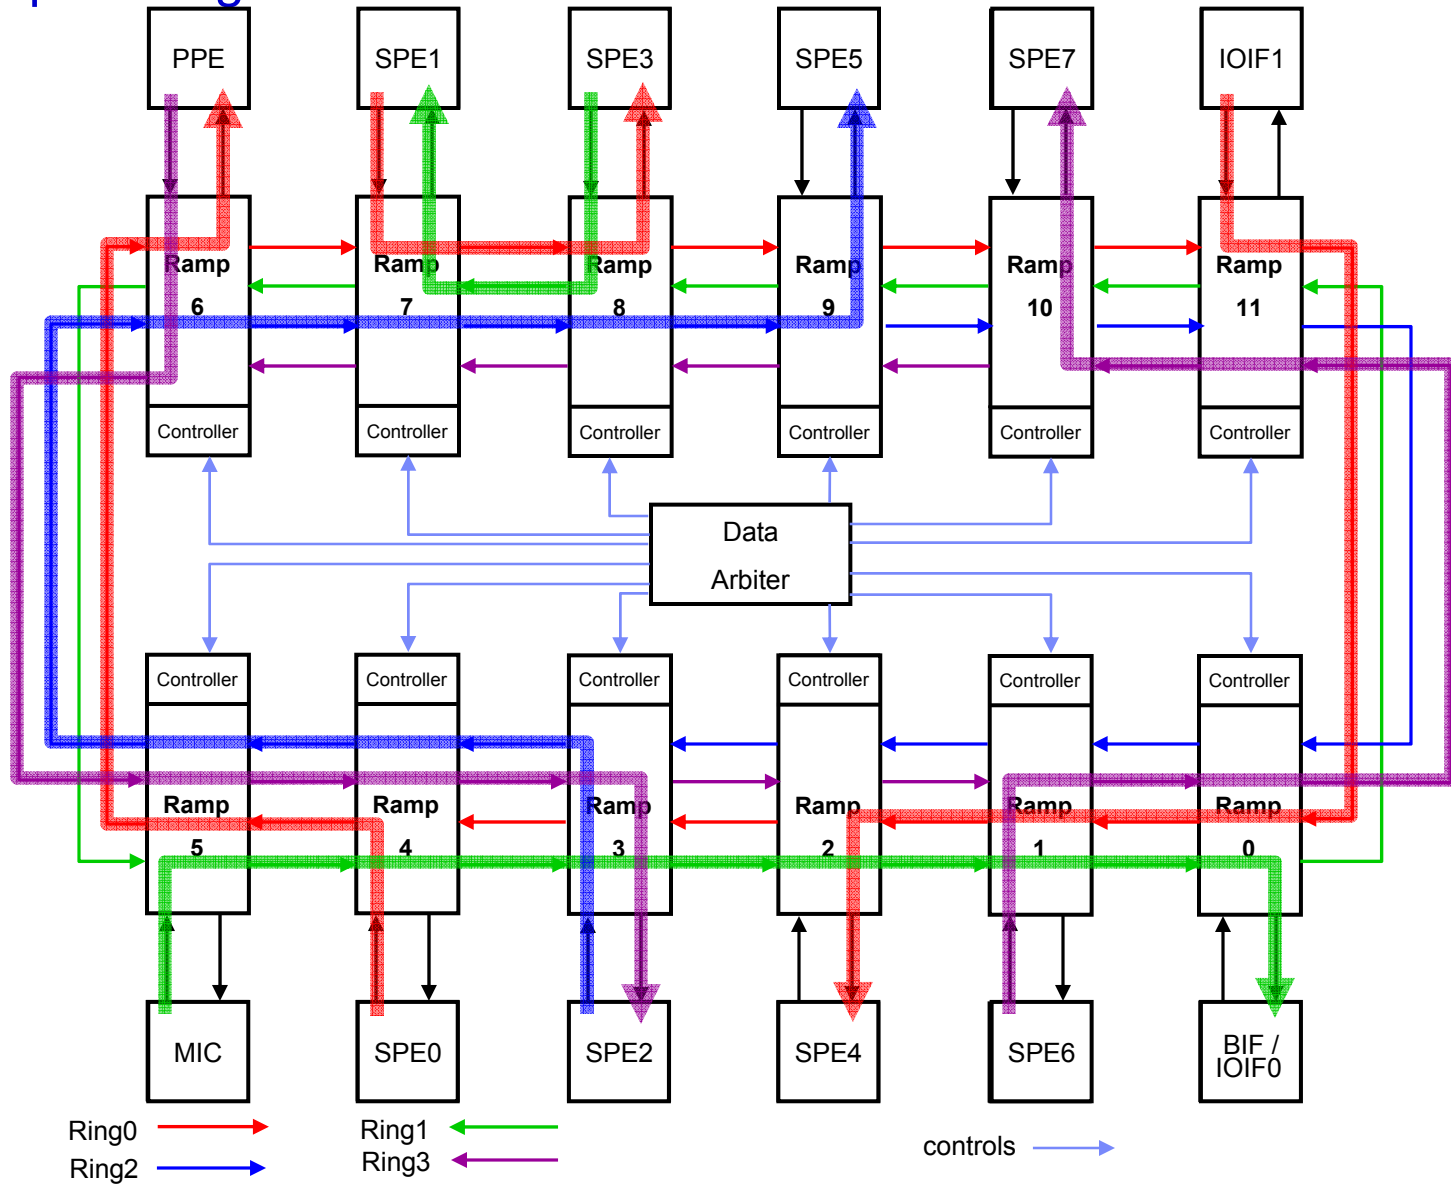 PPE
SPE1
SPE3
SPE5
SPE7
IOIF1
Ramp
6
Ramp
7
Ramp
8
Ramp
9
Ramp
10
Ramp
11
Controller
Controller
Controller
Controller
Controller
Controller
Data
Arbiter
Controller
Controller
Controller
Controller
Controller
Controller
Ramp
5
Ramp
4
Ramp
3
Ramp
2
Ramp
1
Ramp
0
MIC
SPE0
SPE2
SPE4
SPE6
BIF /
IOIF0
Ring0
Ring1
Ring2
Ring3
controls